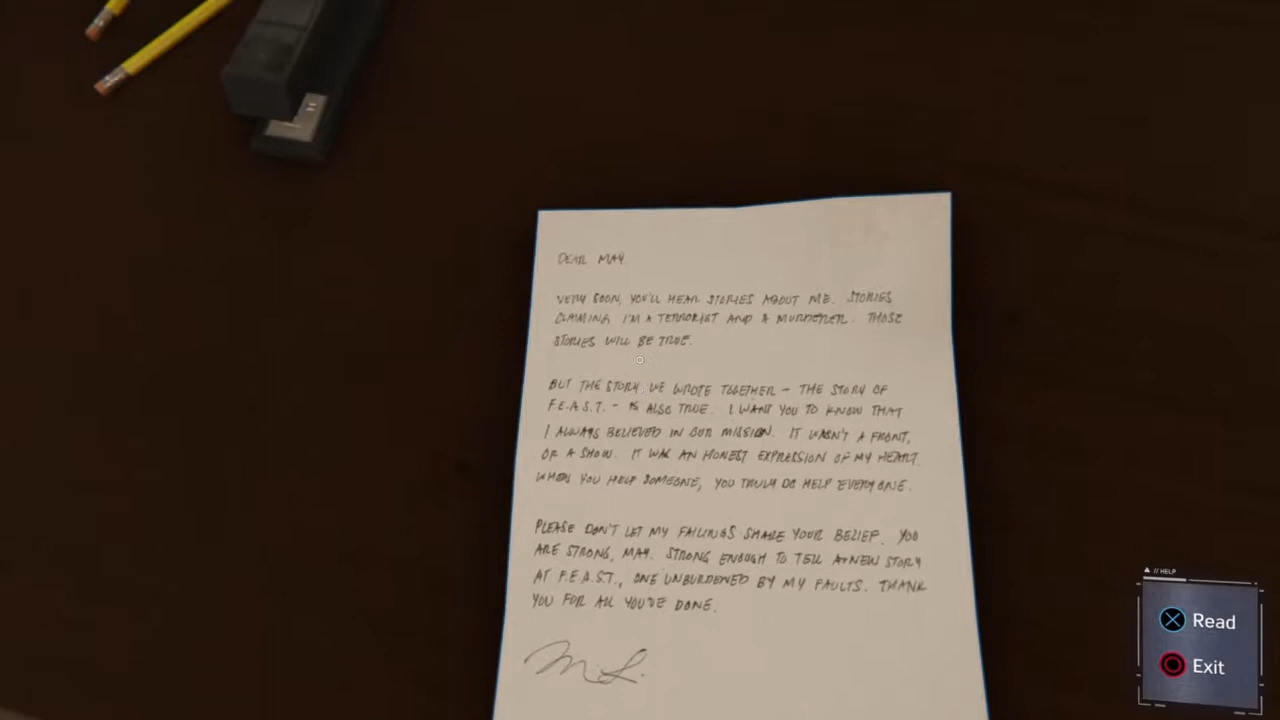 DEAR MAY
VERY SOON, YOU'LL HEAR STORIES ABOUT ME. STORIES
CLAIMING I'M A TERRORIST AND A MURDERER. THOSE
STORIES WILL BE TRUE.
BUT THE STORY WE WROTE TOGETHER - THE STORY OF
F.E.A.S.T. - IS ALSO TRUE. I WANT YOU TO KNOW THAT
I ALWAYS BELIEVED IN OUR MISSION. IT WASN'T A FRONT,
OR A SHOW. IT WAS AN HONEST EXPRESSION OF MY HEART.
WHEN YOU HELP SOMEONE, YOU TRULY DO HELP EVERYONE.
PLEASE DON'T LET MY FAILINGS SHAKE YOUR BELIEF. YOU
ARE STRONG, MAY. STRONG ENOUGH TO TELL A NEW STORY
AT F.E.A.S.T., ONE UNBURDENED BY MY FAULTS. THANK
YOU FOR ALL YOU'VE DONE.
M L.
// HELP
Read
Exit